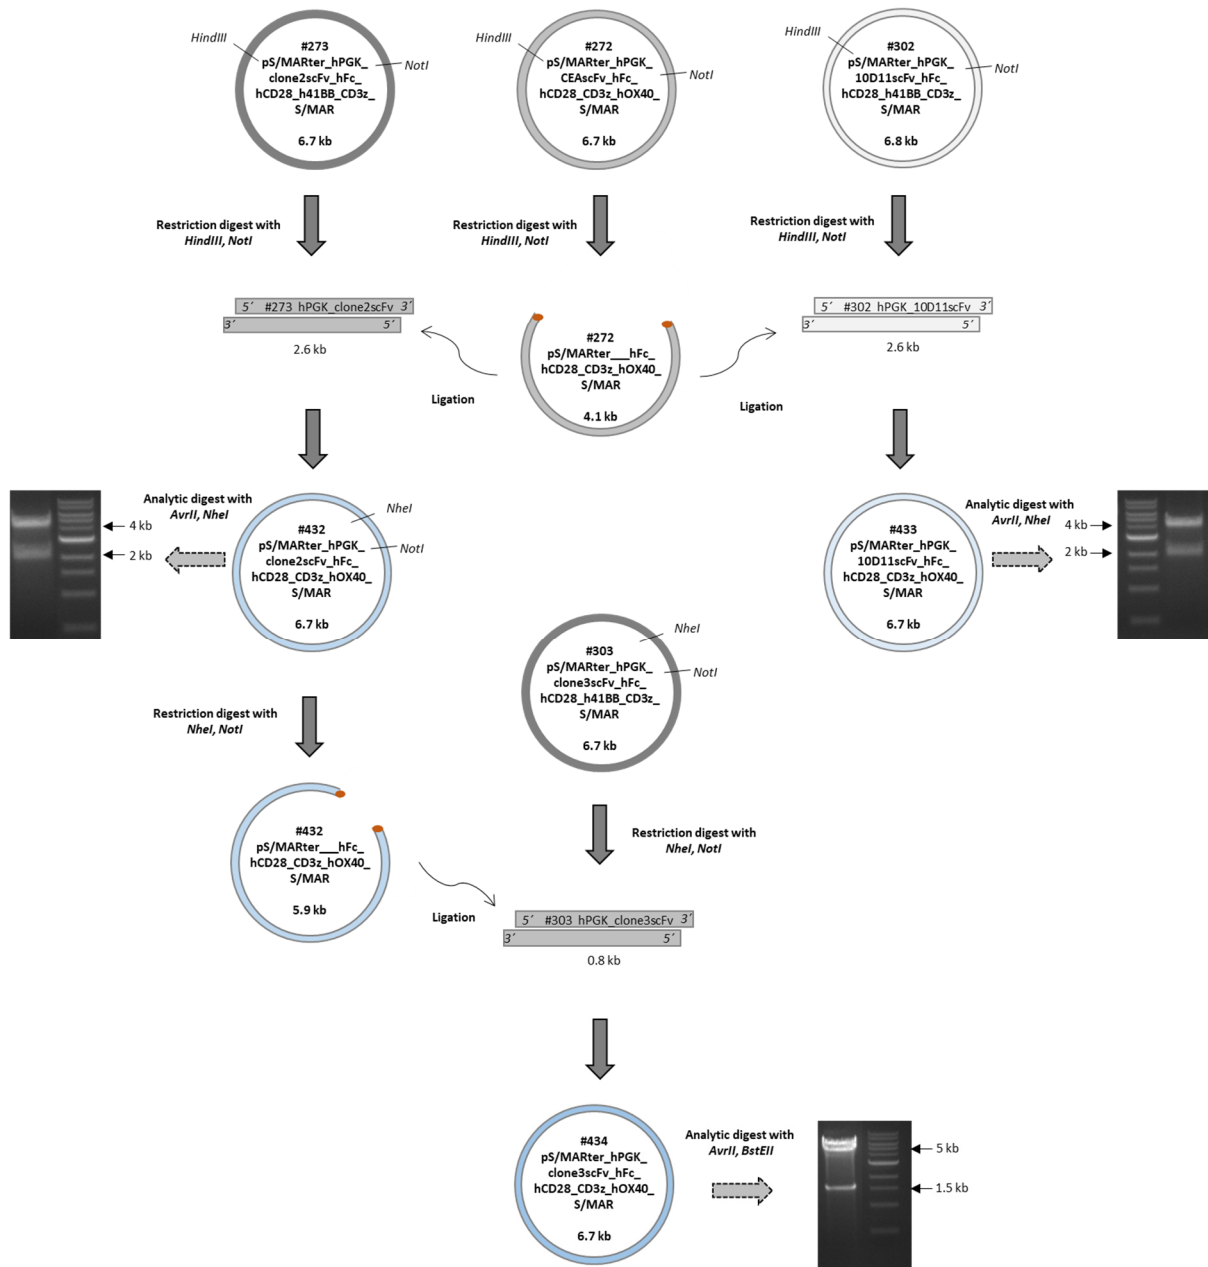 HindIII
#273
pS/MARter_hPGK_
clone2scFv_hFc_
hCD28_h41BB_CD3z_
S/MAR
6.7 kb
NotI
HindIII
#272
pS/MARter_hPGK_
CEAscFv_hFc_
hCD28_CD3z_hOX40_
S/MAR
6.7 kb
NotI
HindIII
#302
pS/MARter_hPGK_
10D11scFv_hFc_
hCD28_h41BB_CD3z_
S/MAR
6.8 kb
NotI
Restriction digest with
HindIII, NotI
Restriction digest with
HindIII, NotI
Restriction digest with
HindIII, NotI
5´ #273 hPGK_clone2scFv 3´
3´ 5´
2.6 kb
#272
pS/MARter___hFc_
hCD28_CD3z_hOX40_
S/MAR
4.1 kb
5´ #302 hPGK_10D11scFv 3´
3´ 5´
2.6 kb
Ligation
Ligation
4 kb
2 kb
Analytic digest with
AvrII, NheI
#432
pS/MARter_hPGK_
clone2scFv_hFc_
hCD28_CD3z_hOX40_
S/MAR
6.7 kb
NheI
NotI
#433
pS/MARter_hPGK_
10D11scFv_hFc_
hCD28_CD3z_hOX40_
S/MAR
6.7 kb
Analytic digest with
AvrII, NheI
4 kb
2 kb
#303
pS/MARter_hPGK_
clone3scFv_hFc_
hCD28_h41BB_CD3z_
S/MAR
6.7 kb
NheI
NotI
Restriction digest with
NheI, NotI
#432
pS/MARter___hFc_
hCD28_CD3z_hOX40_
S/MAR
5.9 kb
Restriction digest with
NheI, NotI
Ligation
5´ #303 hPGK_clone3scFv 3´
3´ 5´
0.8 kb
#434
pS/MARter_hPGK_
clone3scFv_hFc_
hCD28_CD3z_hOX40_
S/MAR
6.7 kb
Analytic digest with
AvrII, BstEII
5 kb
1.5 kb